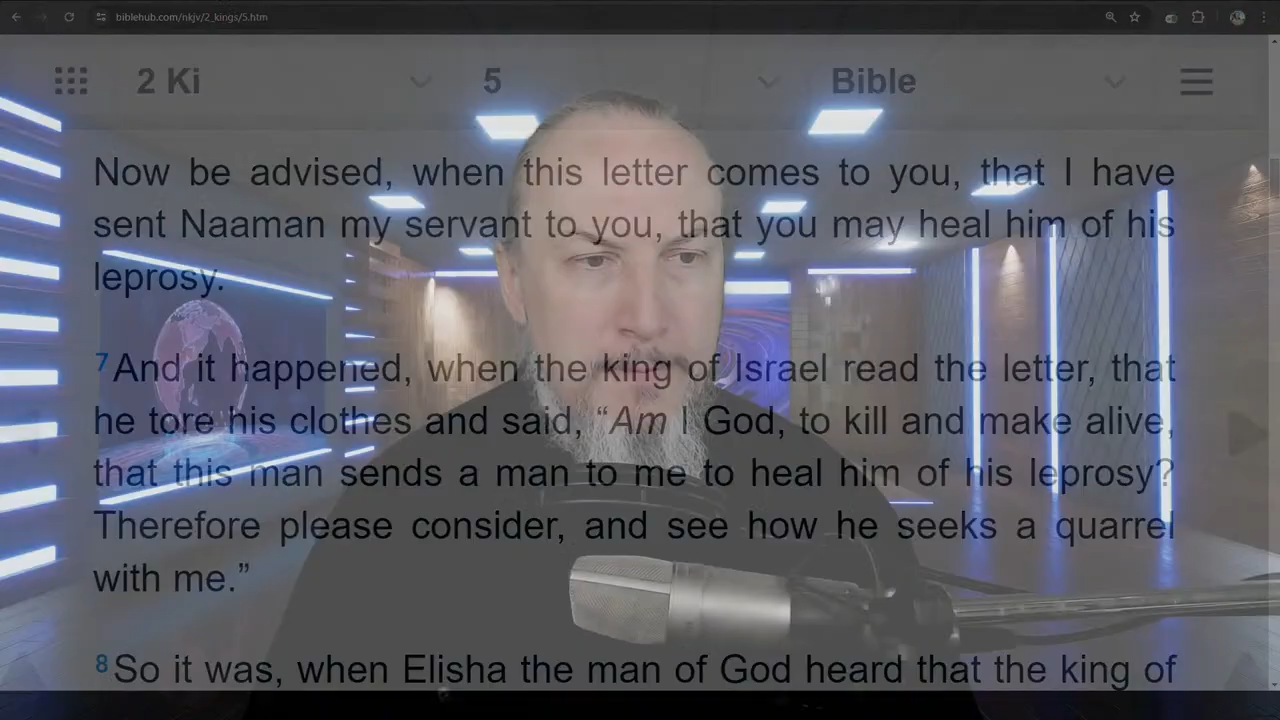 biblehub.com/nkjv/2_kings/5.htm
2 Ki 5 Bible
Now be advised, when this letter comes to you, that I have
sent Naaman my servant to you, that you may heal him of his
leprosy.
7 And it happened, when the king of Israel read the letter, that
he tore his clothes and said, “Am I God, to kill and make alive,
that this man sends a man to me to heal him of his leprosy?
Therefore please consider, and see how he seeks a quarrel
with me.”
8 So it was, when Elisha the man of God heard that the king of